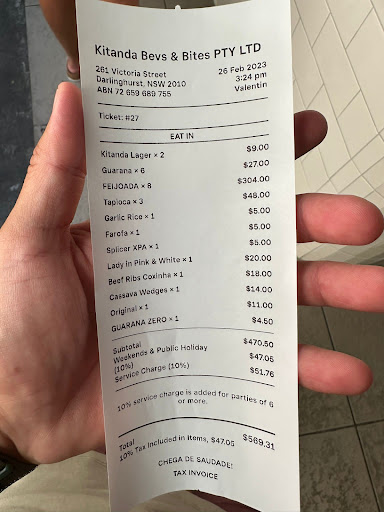 Kitanda Bevs & Bites PTY LTD
261 Victoria Street
Darlinghurst, NSW 2010
ABN 72 659 689 755
26 Feb 2023
3:24 pm
Valentin
Ticket: #27
EAT IN
Kitanda Lager × 2 $9.00
Guarana × 6 $27.00
FEIJOADA × 8 $304.00
Tapioca × 3 $48.00
Garlic Rice × 1 $5.00
Farofa × 1 $5.00
Splicer XPA × 1 $5.00
Lady in Pink & White × 1 $20.00
Beef Ribs Coxinha × 1 $18.00
Cassava Wedges × 1 $14.00
Original × 1 $11.00
GUARANA ZERO × 1 $4.50
Subtotal $470.50
Weekends & Public Holiday $47.05
(10%)
Service Charge (10%) $51.76
10% service charge is added for parties of 6
or more.
Total $569.31
10% Tax Included in Items, $47.05
CHEGA DE SAUDADE!
TAX INVOICE